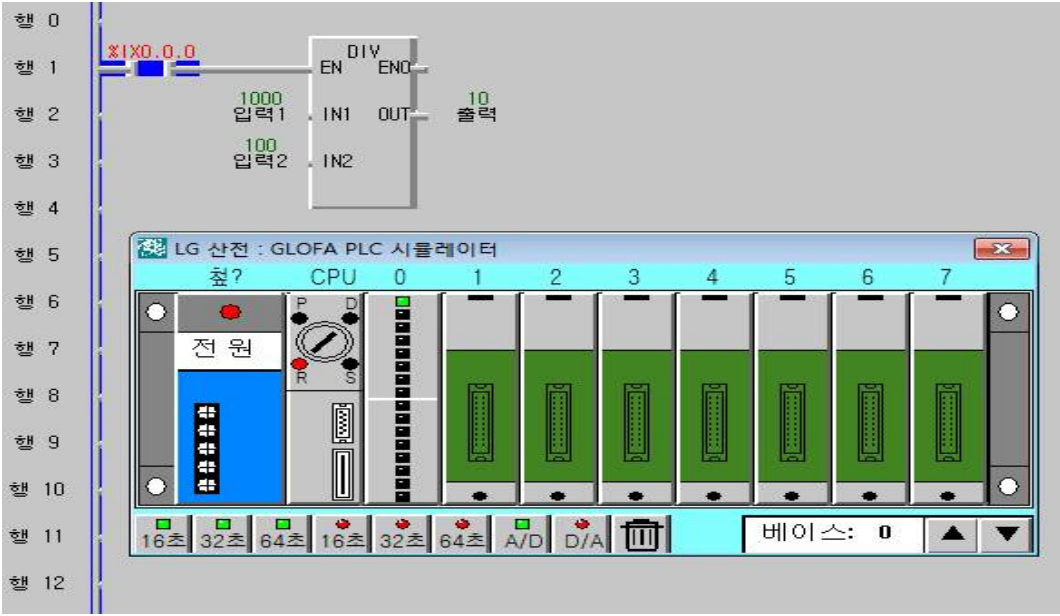 행 0
%IX0.0.0
DIV
행 1
EN ENO
1000
10
행 2
입력1 IN1 OUT 출력
100
행 3
입력2 IN2
행 4
행 5
LG 산전 : GLOFA PLC 시뮬레이터
첲? CPU 0 1 2 3 4 5 6 7
행 6
P D
행 7
전 원
R S
행 8
행 9
행 10
행 11
16초 32초 64초 16초 32초 64초 A/D D/A 베이스: 0
행 12